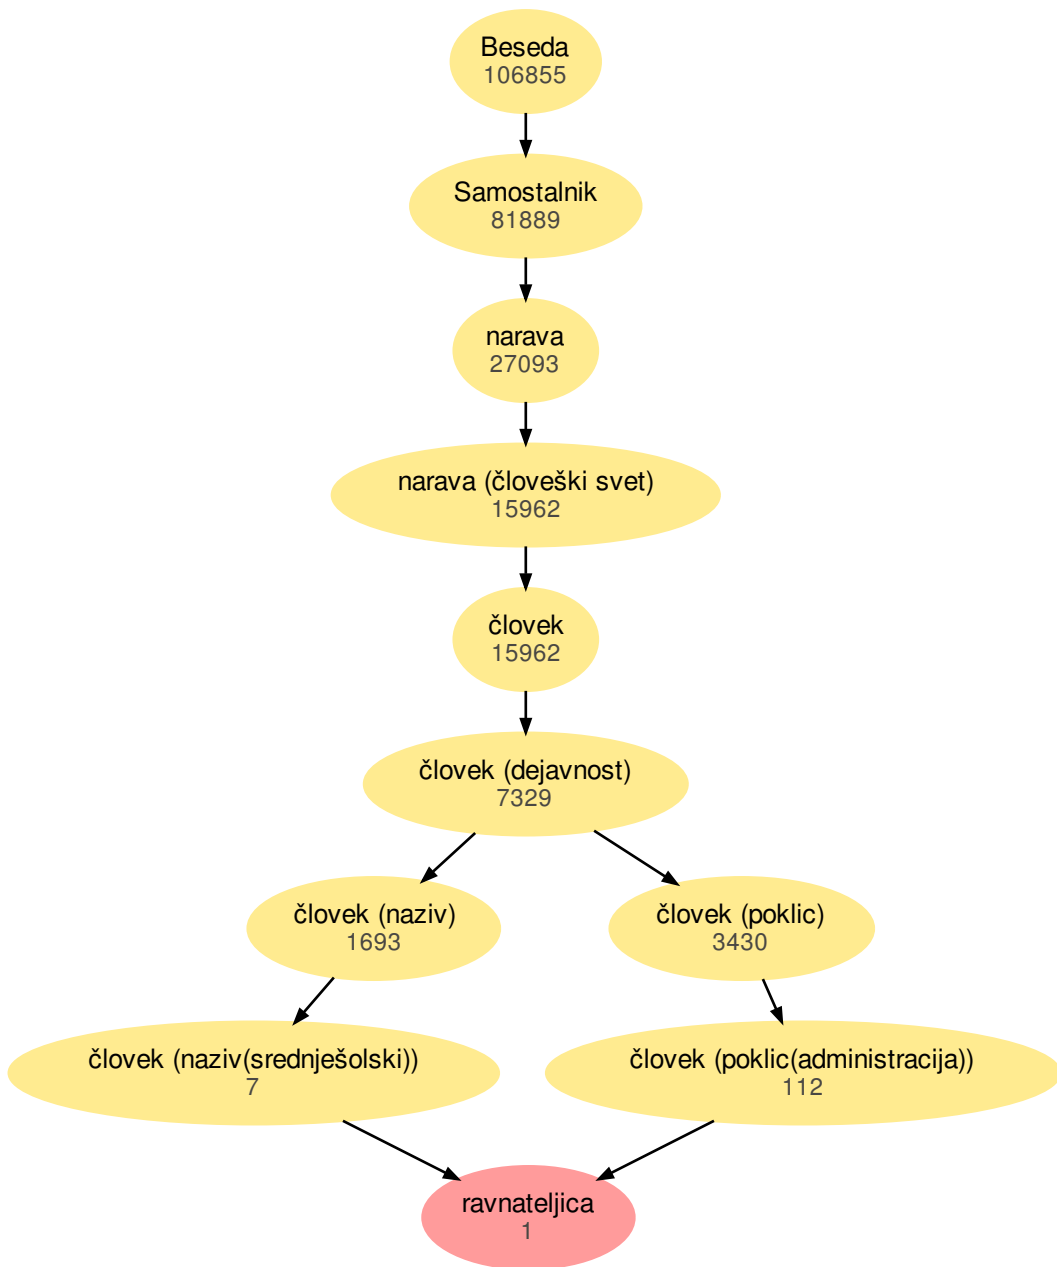 Beseda
106855
Samostalnik
81889
narava
27093
narava (človeški svet)
15962
človek
15962
človek (dejavnost)
7329
človek (naziv)
1693
človek (poklic)
3430
človek (naziv(srednješolski))
7
človek (poklic(administracija))
112
ravnateljica
1